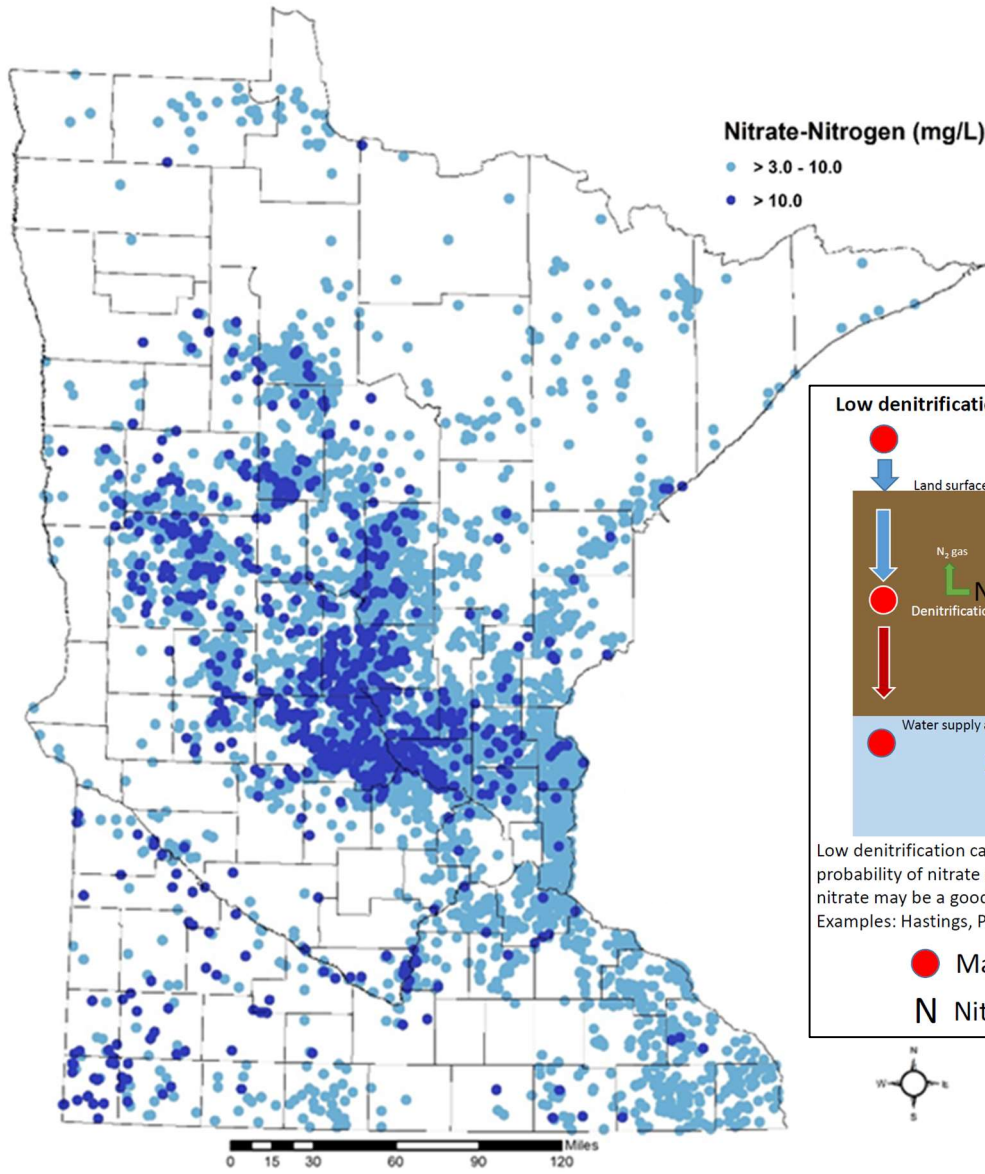 Nitrate-Nitrogen (mg/L)
> 3.0 - 10.0
> 10.0
Low denitrificatio
Land surface
N₂ gas
N
Denitrification
Water supply a
Low denitrification ca
probability of nitrate
nitrate may be a good
Examples: Hastings, P
Ma
N Nit
N
W E
S
Miles
0 15 30 60 90 120